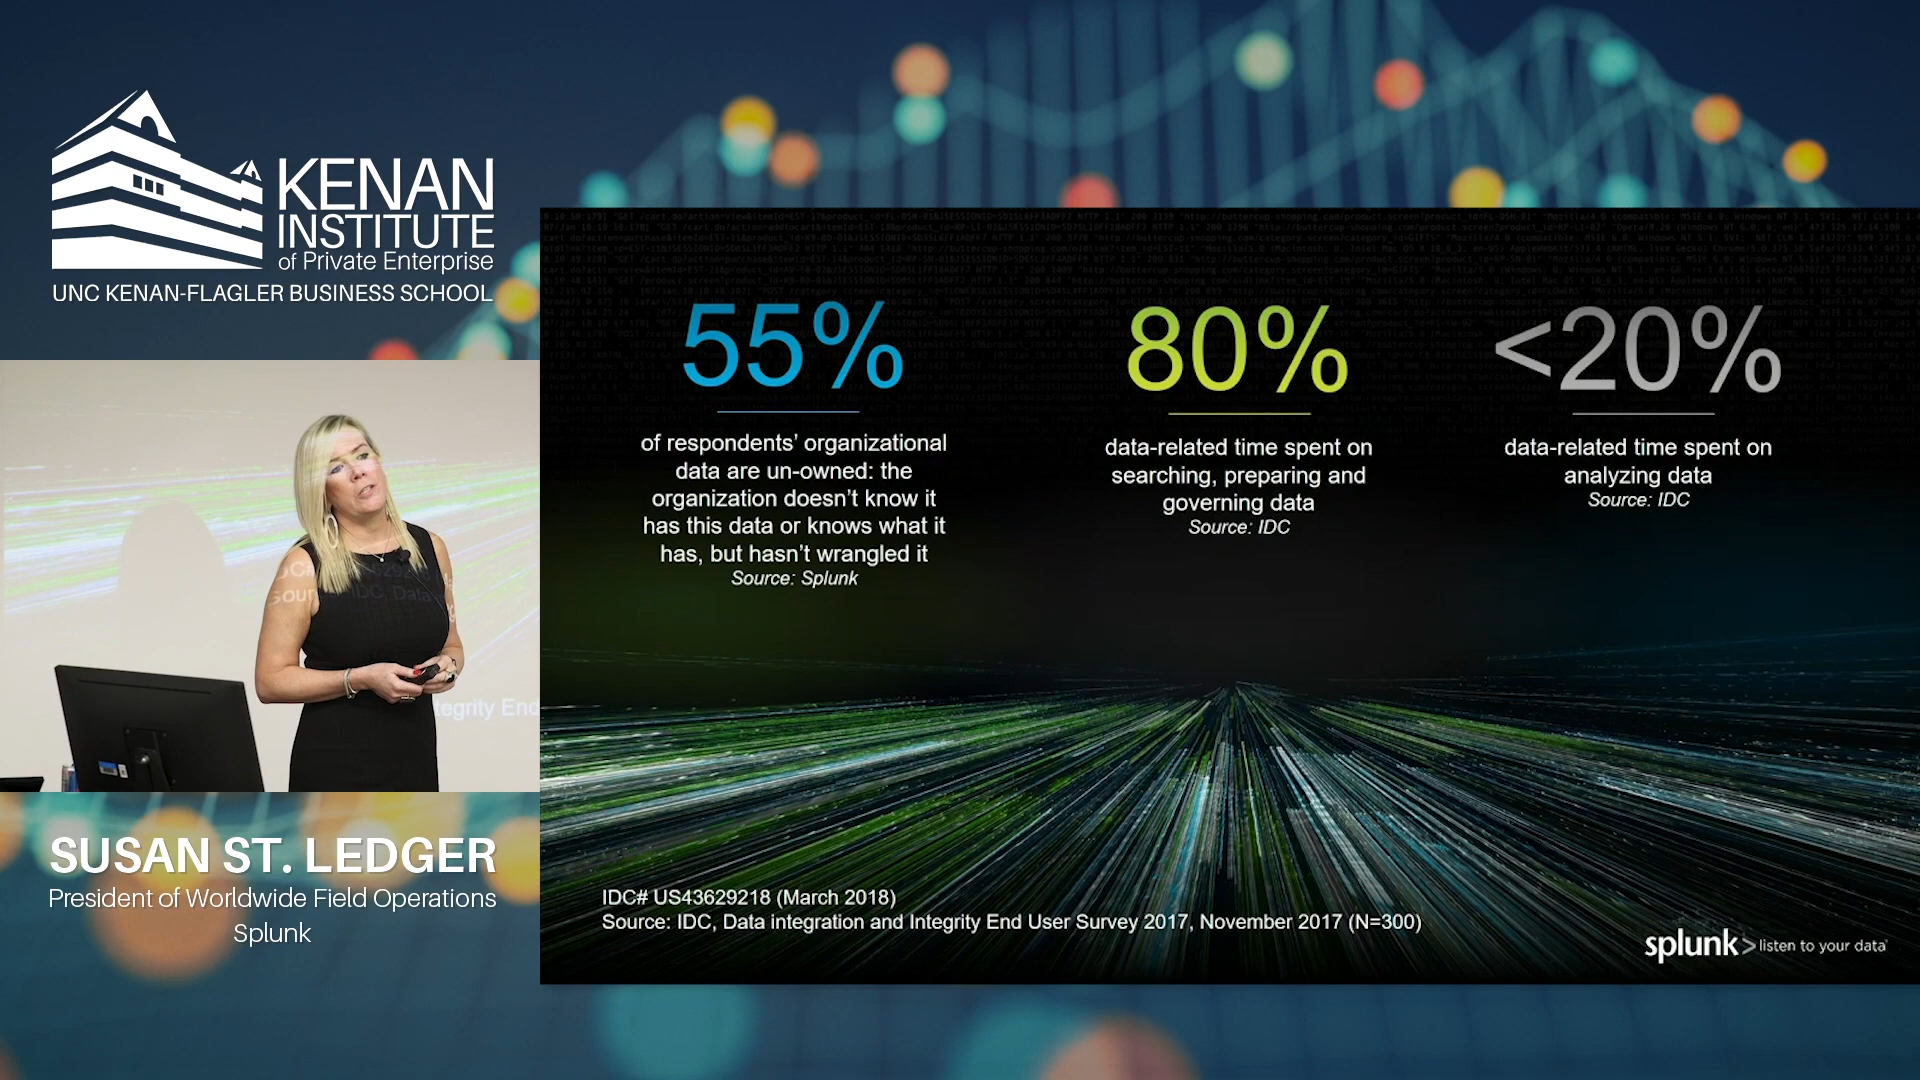 KENAN
INSTITUTE
of Private Enterprise
UNC KENAN-FLAGLER BUSINESS SCHOOL
55%
of respondents' organizational
data are un-owned: the
organization doesn't know it
has this data or knows what it
has, but hasn't wrangled it
Source: Splunk
80%
data-related time spent on
searching, preparing and
governing data
Source: IDC
<20%
data-related time spent on
analyzing data
Source: IDC
tegrity End
SUSAN ST. LEDGER
President of Worldwide Field Operations
Splunk
IDC# US43629218 (March 2018)
Source: IDC, Data integration and Integrity End User Survey 2017, November 2017 (N=300)
splunk> listen to your data